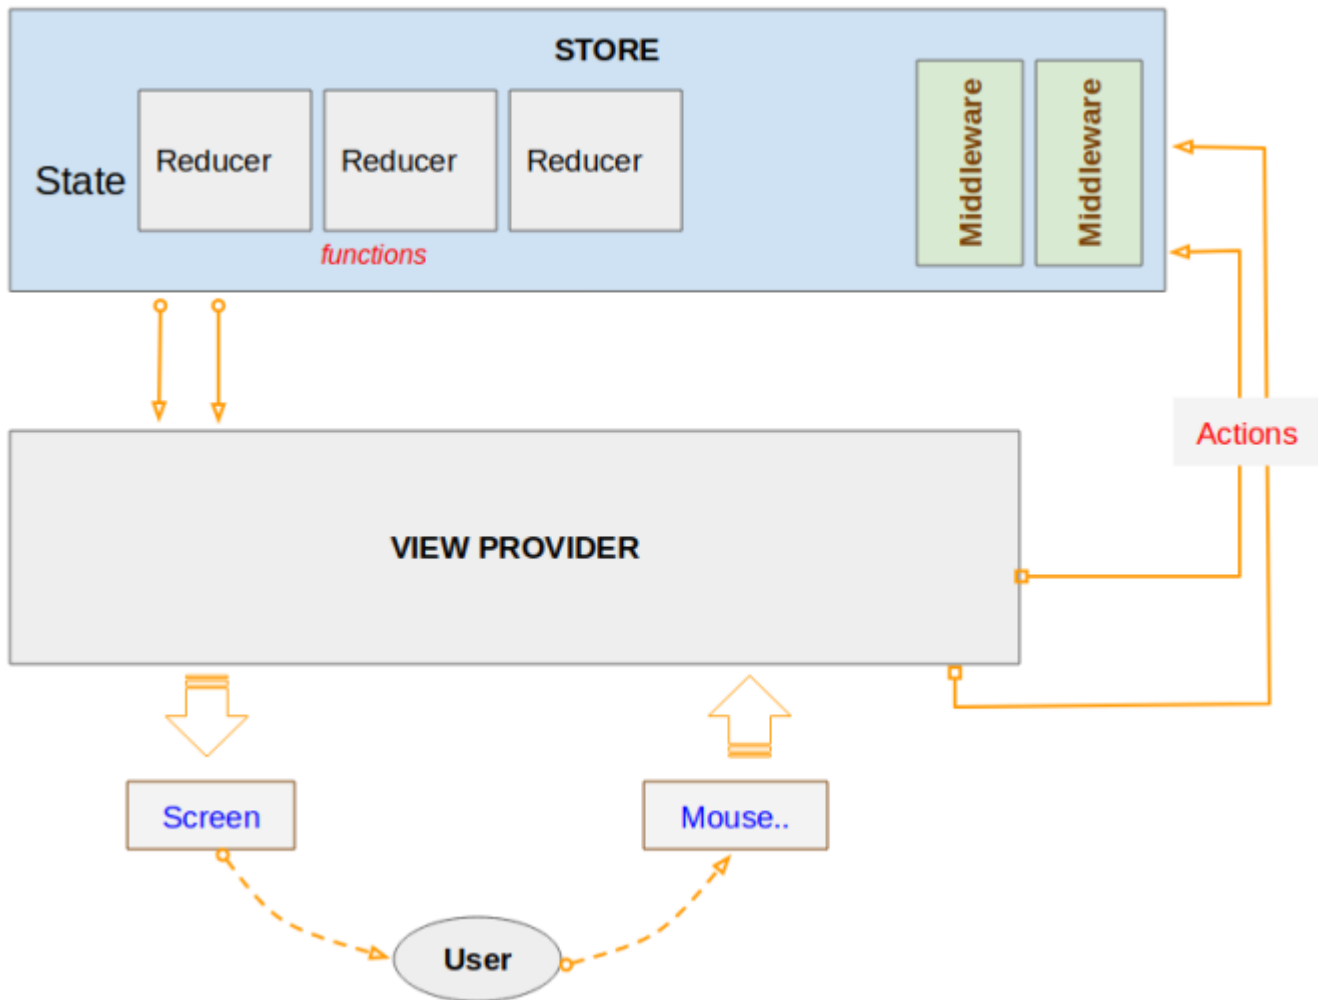 STORE
State
Reducer
Reducer
Reducer
functions
Middleware
Middleware
Actions
VIEW PROVIDER
Screen
Mouse..
User